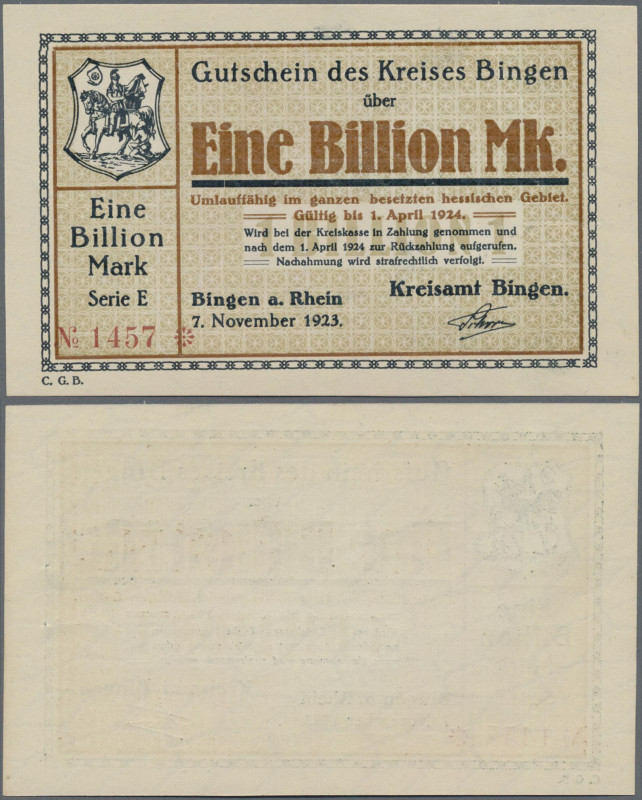 Gutschein des Kreises Bingen
über
Eine Billion Mk.
Umlauffähig im ganzen besetzten hessischen Gebiet.
Gültig bis 1. April 1924.
Wird bei der Kreiskasse in Zahlung genommen und
nach dem 1. April 1924 zur Rückzahlung aufgerufen.
Nachahmung wird strafrechtlich verfolgt.
Bingen a. Rhein
7. November 1923.
Kreisamt Bingen.
Eine
Billion
Mark
Serie E
№ 1457 *
C. G. B.